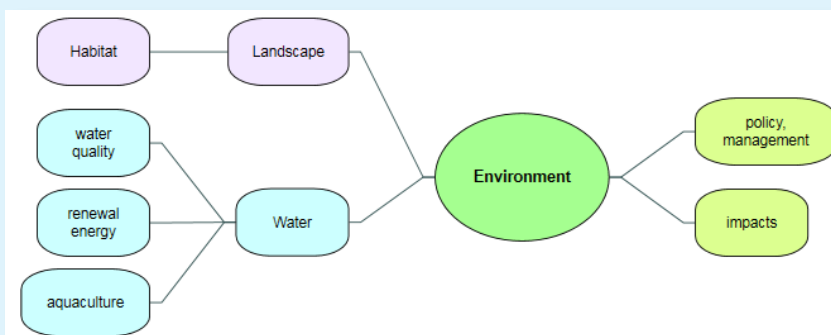 Habitat
Landscape
water
quality
renewal
energy
aquaculture
Water
Environment
policy,
management
impacts